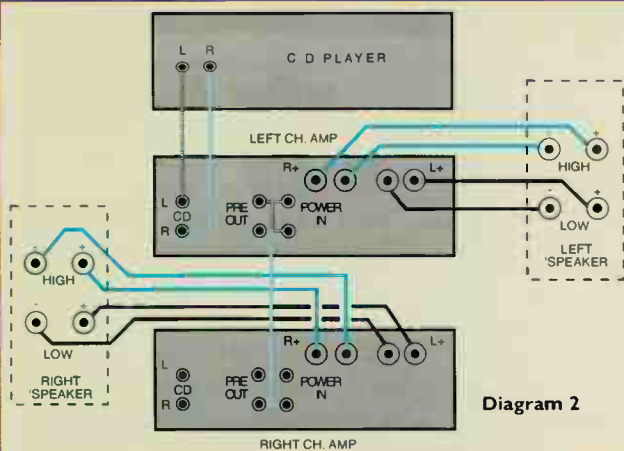 L R
C D PLAYER
LEFT CH. AMP
R+ L+
- +
HIGH
L
CD
R
PRE
OUT
POWER
IN
- +
LOW
LEFT
'SPEAKER
- +
HIGH
- +
LOW
RIGHT
'SPEAKER
R+ L+
L
CD
R
PRE
OUT
POWER
IN
Diagram 2
RIGHT CH. AMP